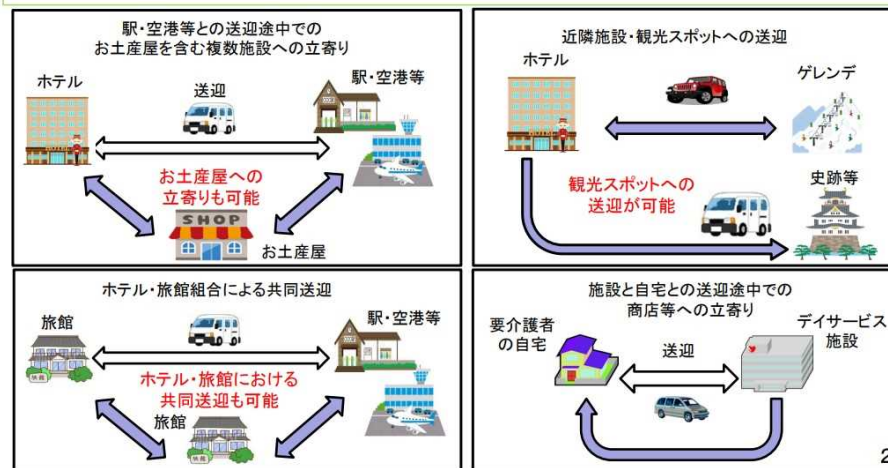 駅・空港等との送迎途中での
お土産屋を含む複数施設への立寄り
ホテル
送迎
駅・空港等
お土産屋への
立寄りも可能
SHOP
お土産屋
近隣施設・観光スポットへの送迎
ホテル
HOTEL
ゲレンデ
観光スポットへの
送迎が可能
史跡等
ホテル・旅館組合による共同送迎
旅館
駅・空港等
旅館
ホテル・旅館における
共同送迎も可能
旅館
旅館
施設と自宅との送迎途中での
商店等への立寄り
要介護者
の自宅
送迎
デイサービス
施設
2